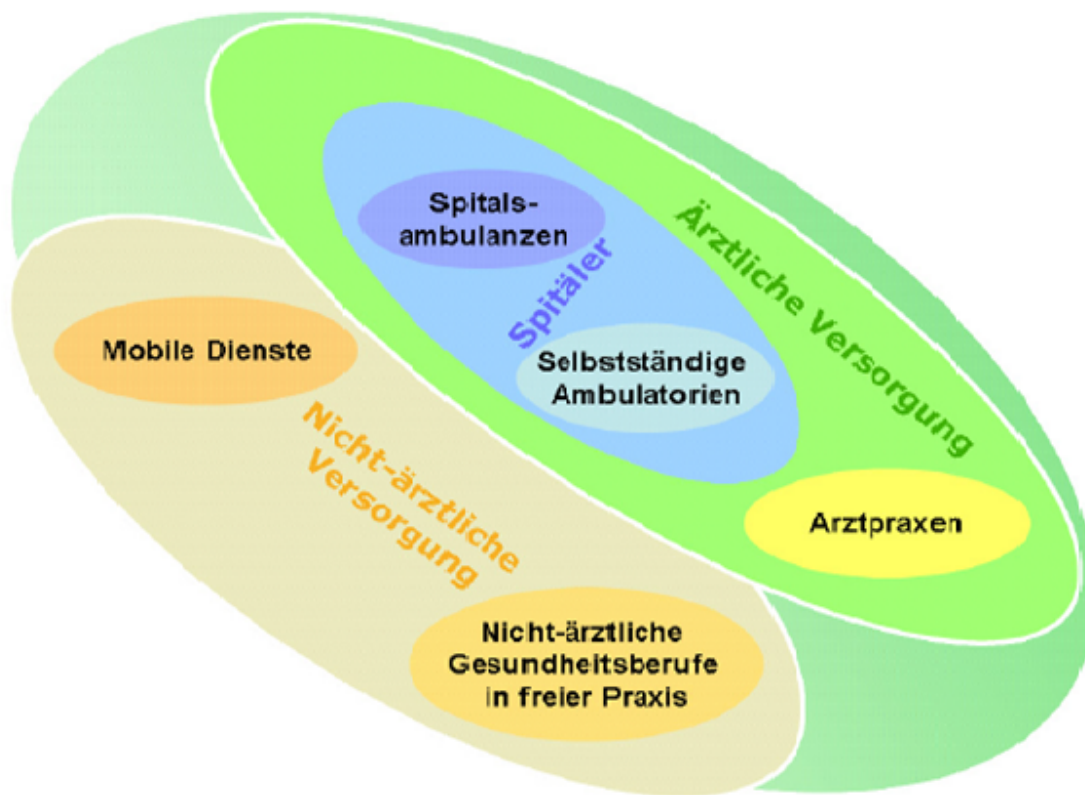 Spitals-
ambulanzen
Spitäler
Ärztliche Versorgung
Selbstständige
Ambulatorien
Mobile Dienste
Nicht-ärztliche
Versorgung
Arztpraxen
Nicht-ärztliche
Gesundheitsberufe
in freier Praxis